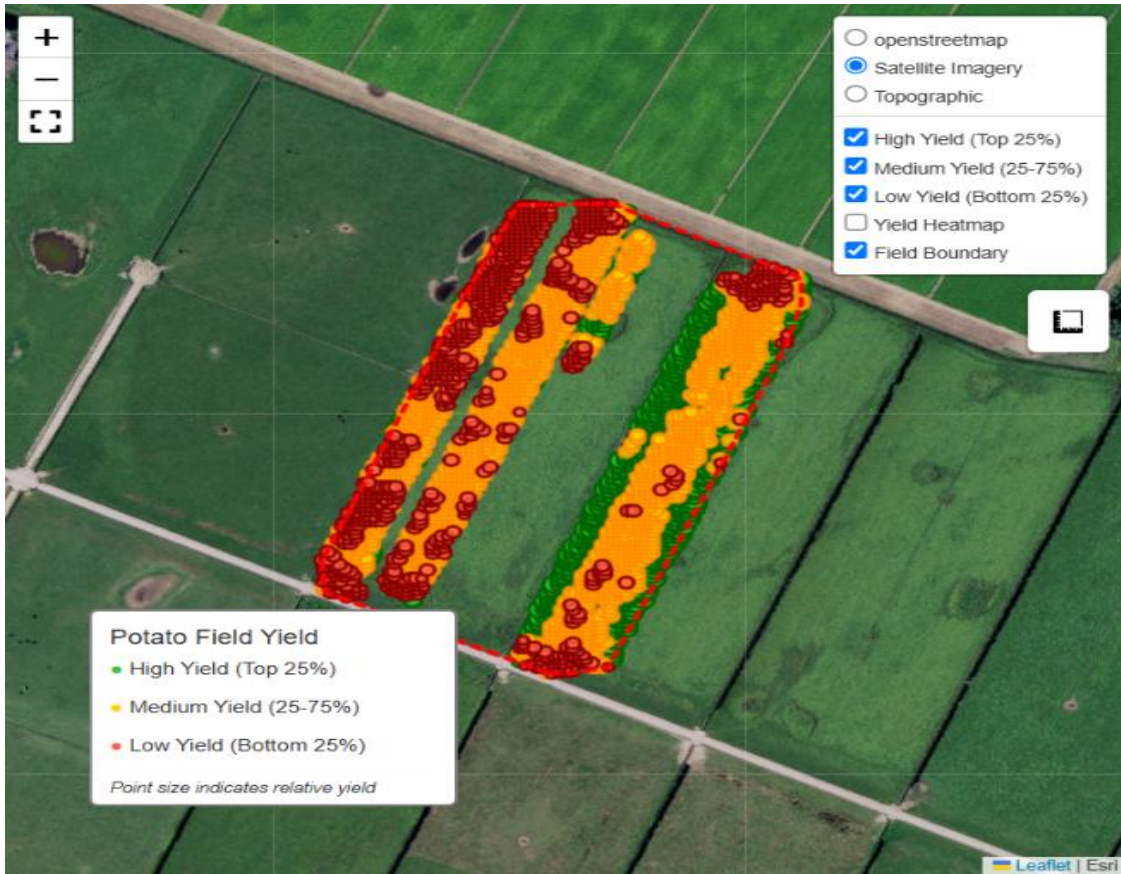 +
−
openstreetmap
Satellite Imagery
Topographic
High Yield (Top 25%)
Medium Yield (25-75%)
Low Yield (Bottom 25%)
Yield Heatmap
Field Boundary
Potato Field Yield
High Yield (Top 25%)
Medium Yield (25-75%)
Low Yield (Bottom 25%)
Point size indicates relative yield
Leaflet | Esri